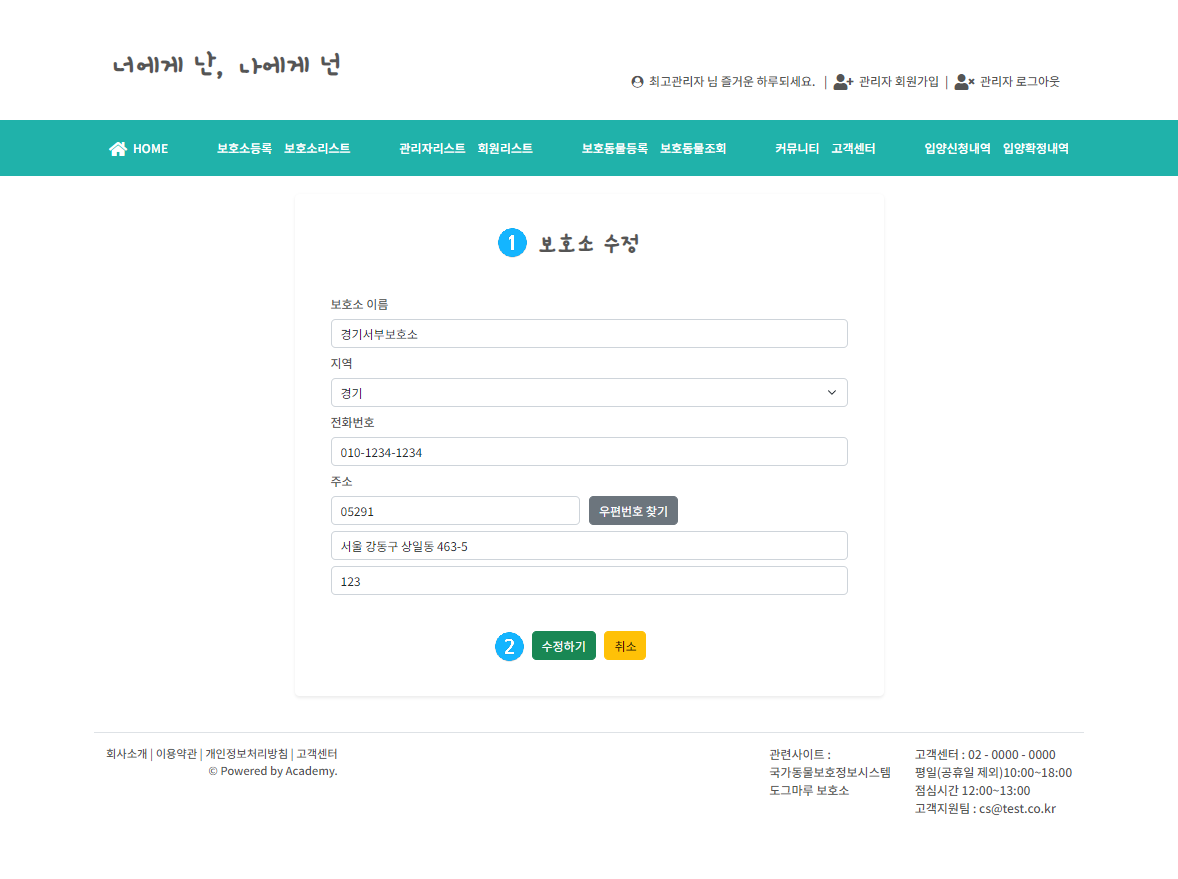 너에게 난, 나에게 넌
최고관리자 님 즐거운 하루되세요. | 관리자 회원가입 | 관리자 로그아웃
HOME 보호소등록 보호소리스트 관리자리스트 회원리스트 보호동물등록 보호동물조회 커뮤니티 고객센터 입양신청내역 입양확정내역
1 보호소 수정
보호소 이름
경기서부보호소
지역
경기
전화번호
010-1234-1234
주소
05291 우편번호 찾기
서울 강동구 상일동 463-5
123
2 수정하기 취소
회사소개 | 이용약관 | 개인정보처리방침 | 고객센터
© Powered by Academy.
관련사이트 :
국가동물보호정보시스템
도그마루 보호소
고객센터 : 02 - 0000 - 0000
평일(공휴일 제외)10:00~18:00
점심시간 12:00~13:00
고객지원팀 : cs@test.co.kr